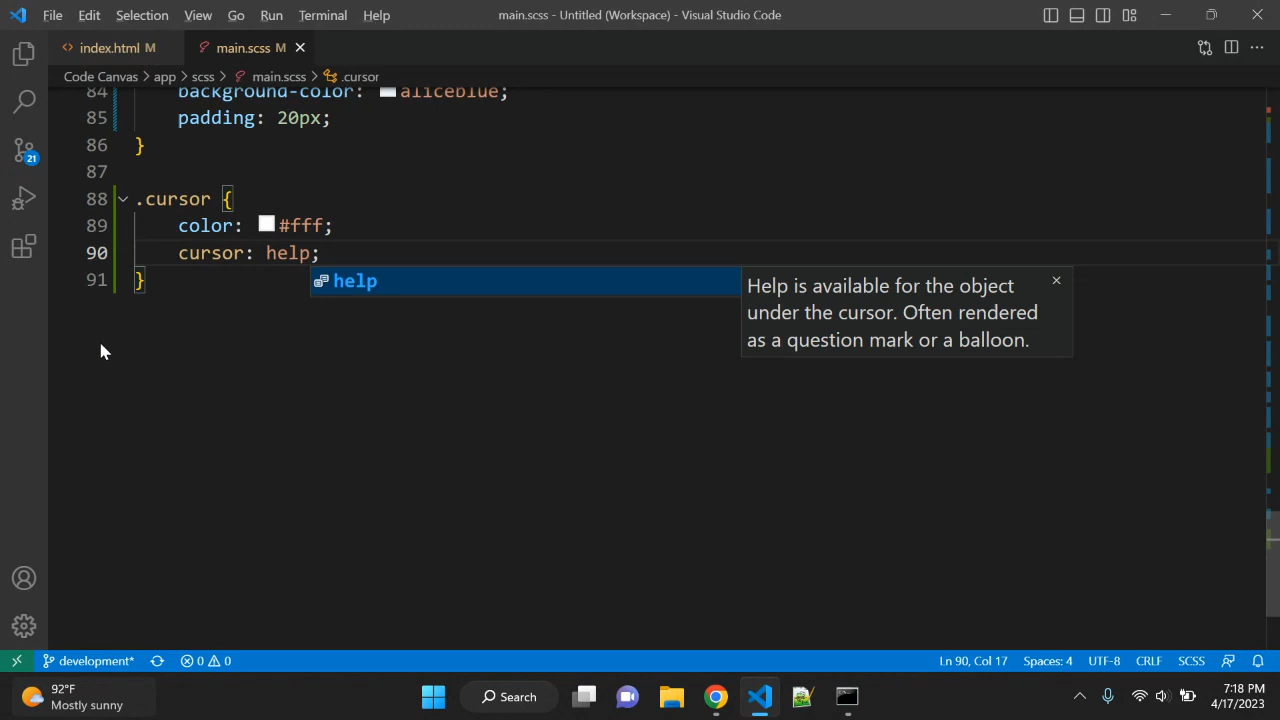 File Edit Selection View Go Run Terminal Help main.scss - Untitled (Workspace) - Visual Studio Code
index.html M main.scss M
Code Canvas > app > scss > main.scss > .cursor
84 background-color: aliceblue;
85 padding: 20px;
86 }
87
88 .cursor {
89 color: #fff;
90 cursor: help;
91 }
help
Help is available for the object
under the cursor. Often rendered
as a question mark or a balloon.
21
development* 0 0 Ln 90, Col 17 Spaces: 4 UTF-8 CRLF SCSS
92°F
Mostly sunny
Search
7:18 PM
4/17/2023